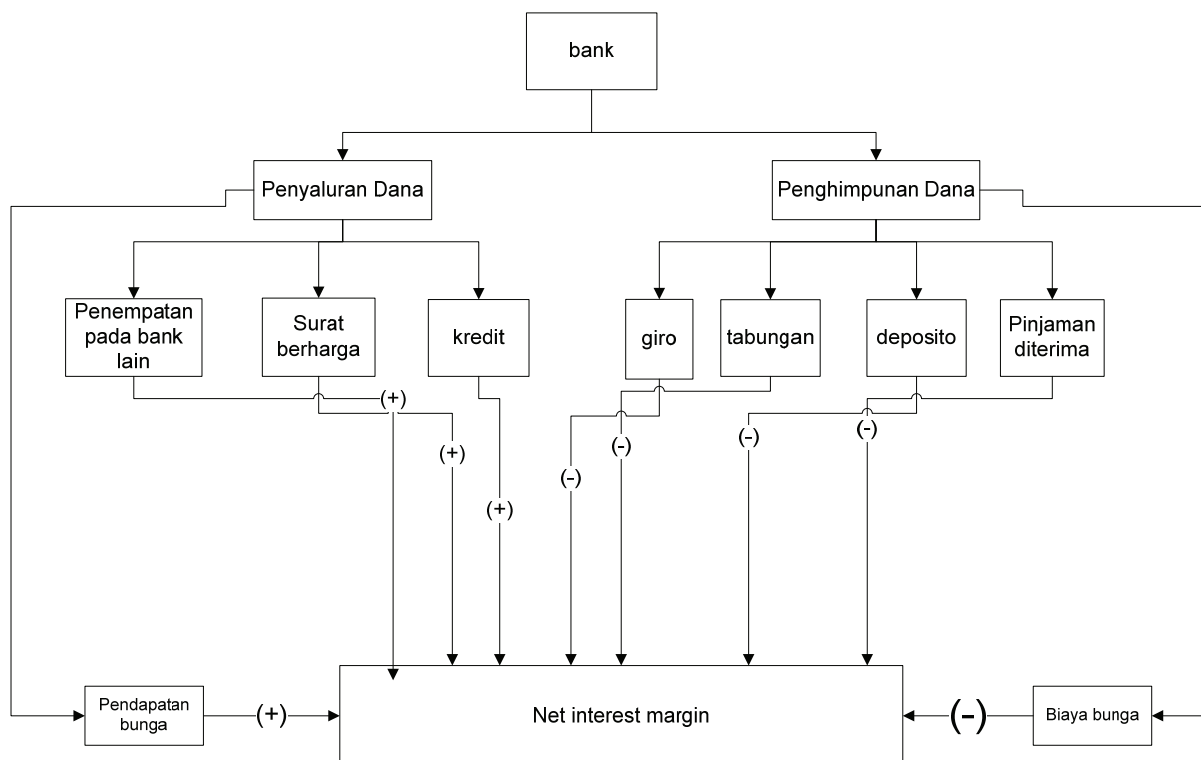 bank
Penyaluran Dana
Penghimpunan Dana
Penempatan
pada bank
lain
Surat
berharga
kredit
giro
tabungan
deposito
Pinjaman
diterima
(+)
(+)
(+)
(-)
(-)
(-)
(-)
Pendapatan
bunga
(+)
Net interest margin
(-)
Biaya bunga